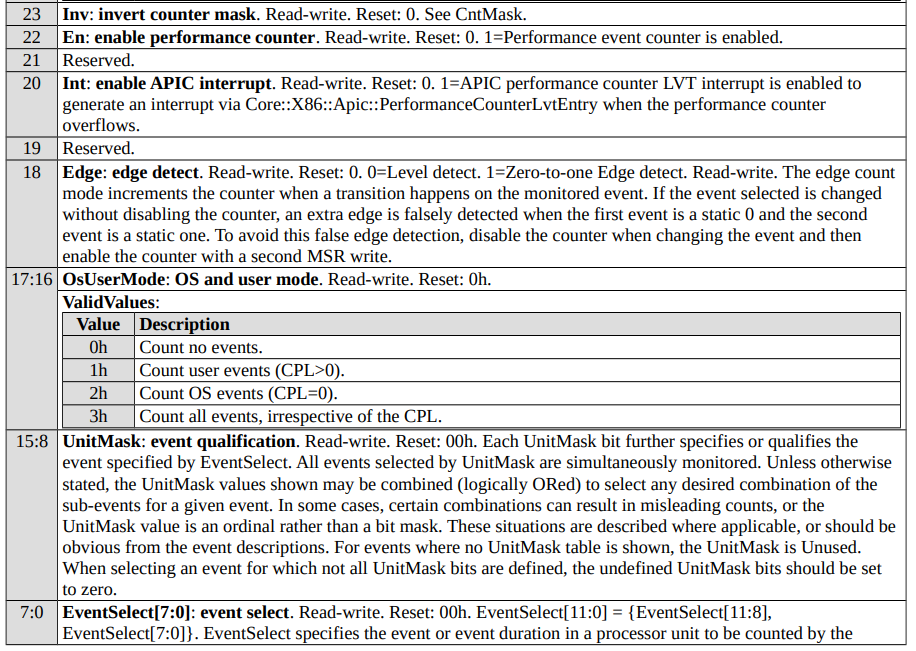 23 Inv: invert counter mask. Read-write. Reset: 0. See CntMask.
22 En: enable performance counter. Read-write. Reset: 0. 1=Performance event counter is enabled.
21 Reserved.
20 Int: enable APIC interrupt. Read-write. Reset: 0. 1=APIC performance counter LVT interrupt is enabled to
generate an interrupt via Core::X86::Apic::PerformanceCounterLvtEntry when the performance counter
overflows.
19 Reserved.
18 Edge: edge detect. Read-write. Reset: 0. 0=Level detect. 1=Zero-to-one Edge detect. Read-write. The edge count
mode increments the counter when a transition happens on the monitored event. If the event selected is changed
without disabling the counter, an extra edge is falsely detected when the first event is a static 0 and the second
event is a static one. To avoid this false edge detection, disable the counter when changing the event and then
enable the counter with a second MSR write.
17:16 OsUserMode: OS and user mode. Read-write. Reset: 0h.
ValidValues:
Value Description
0h Count no events.
1h Count user events (CPL>0).
2h Count OS events (CPL=0).
3h Count all events, irrespective of the CPL.
15:8 UnitMask: event qualification. Read-write. Reset: 00h. Each UnitMask bit further specifies or qualifies the
event specified by EventSelect. All events selected by UnitMask are simultaneously monitored. Unless otherwise
stated, the UnitMask values shown may be combined (logically ORed) to select any desired combination of the
sub-events for a given event. In some cases, certain combinations can result in misleading counts, or the
UnitMask value is an ordinal rather than a bit mask. These situations are described where applicable, or should be
obvious from the event descriptions. For events where no UnitMask table is shown, the UnitMask is Unused.
When selecting an event for which not all UnitMask bits are defined, the undefined UnitMask bits should be set
to zero.
7:0 EventSelect[7:0]: event select. Read-write. Reset: 00h. EventSelect[11:0] = {EventSelect[11:8],
EventSelect[7:0]}. EventSelect specifies the event or event duration in a processor unit to be counted by the